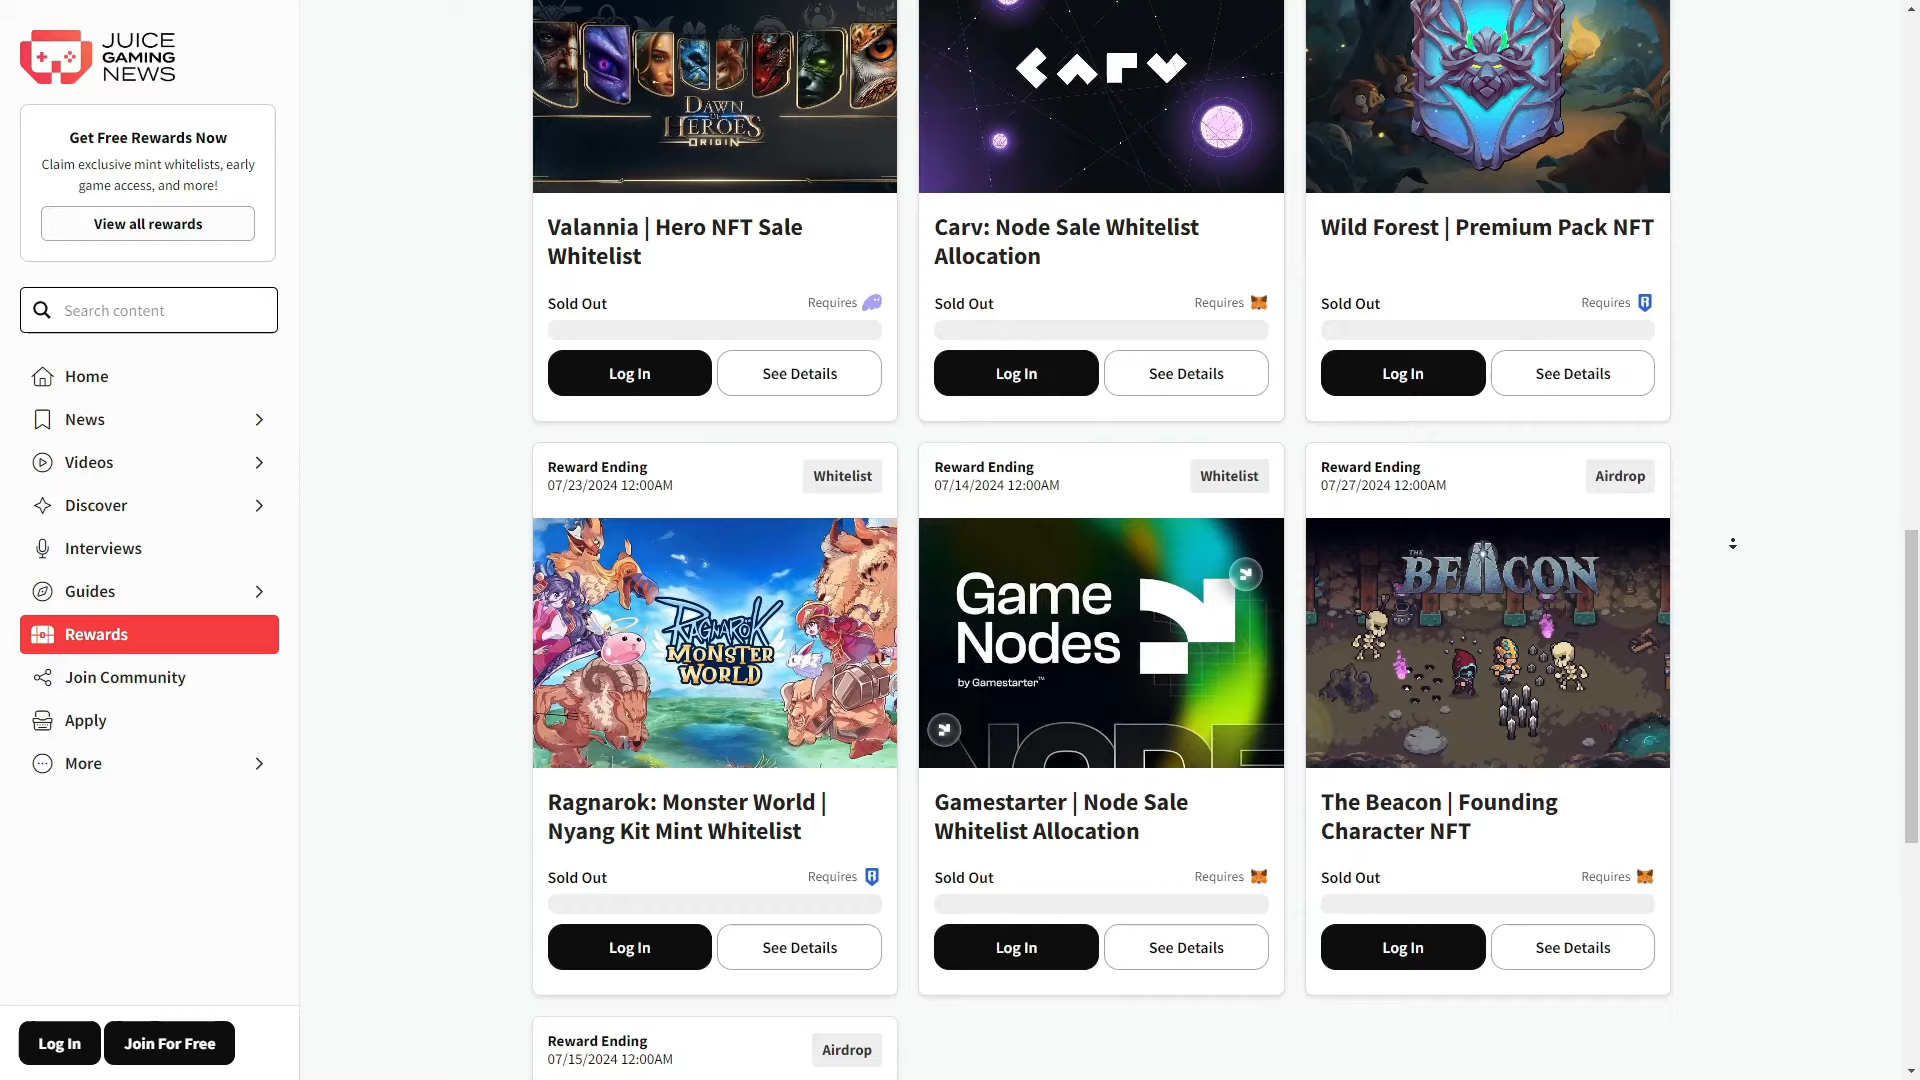 JUICE
GAMING
NEWS
Get Free Rewards Now
Claim exclusive mint whitelists, early
game access, and more!
View all rewards
Search content
Home
News
Videos
Discover
Interviews
Guides
Rewards
Join Community
Apply
More
Log In
Join For Free
DAWN
OF
HEROES
ORIGIN
Valannia | Hero NFT Sale
Whitelist
Sold Out
Requires
Log In
See Details
Carv
Carv: Node Sale Whitelist
Allocation
Sold Out
Requires
Log In
See Details
Wild Forest | Premium Pack NFT
Sold Out
Requires
Log In
See Details
Reward Ending
07/23/2024 12:00AM
Whitelist
RAGNARÖK
MONSTER
WORLD
Ragnarok: Monster World |
Nyang Kit Mint Whitelist
Sold Out
Requires
Log In
See Details
Reward Ending
07/14/2024 12:00AM
Whitelist
Game
Nodes
by Gamestarter™
NODE
Gamestarter | Node Sale
Whitelist Allocation
Sold Out
Requires
Log In
See Details
Reward Ending
07/27/2024 12:00AM
Airdrop
THE
BEACON
The Beacon | Founding
Character NFT
Sold Out
Requires
Log In
See Details
Reward Ending
07/15/2024 12:00AM
Airdrop